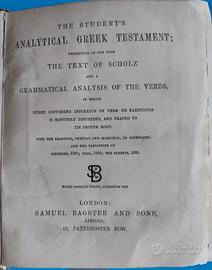 THE STUDENT'S
ANALYTICAL GREEK TESTAMENT;
PRESENTING AT ONE VIEW
THE TEXT OF SCHOLZ
AND A
GRAMMATICAL ANALYSIS OF THE VERBS,
IN WHICH
EVERY OCCURRING INFLEXION OF VERB OR PARTICIPLE
IS MINUTELY DESCRIBED, AND TRACED TO
ITS PROPER ROOT.
WITH THE READINGS, TEXTUAL AND MARGINAL, OF GRIESBACH;
AND THE VARIATIONS OF
STEPHENS, 1550; BEZA, 1598; THE ELZEVIR, 1633.
SB
LONDON:
SAMUEL BAGSTER AND SONS,
LIMITED,
15, PATERNOSTER ROW.
subito